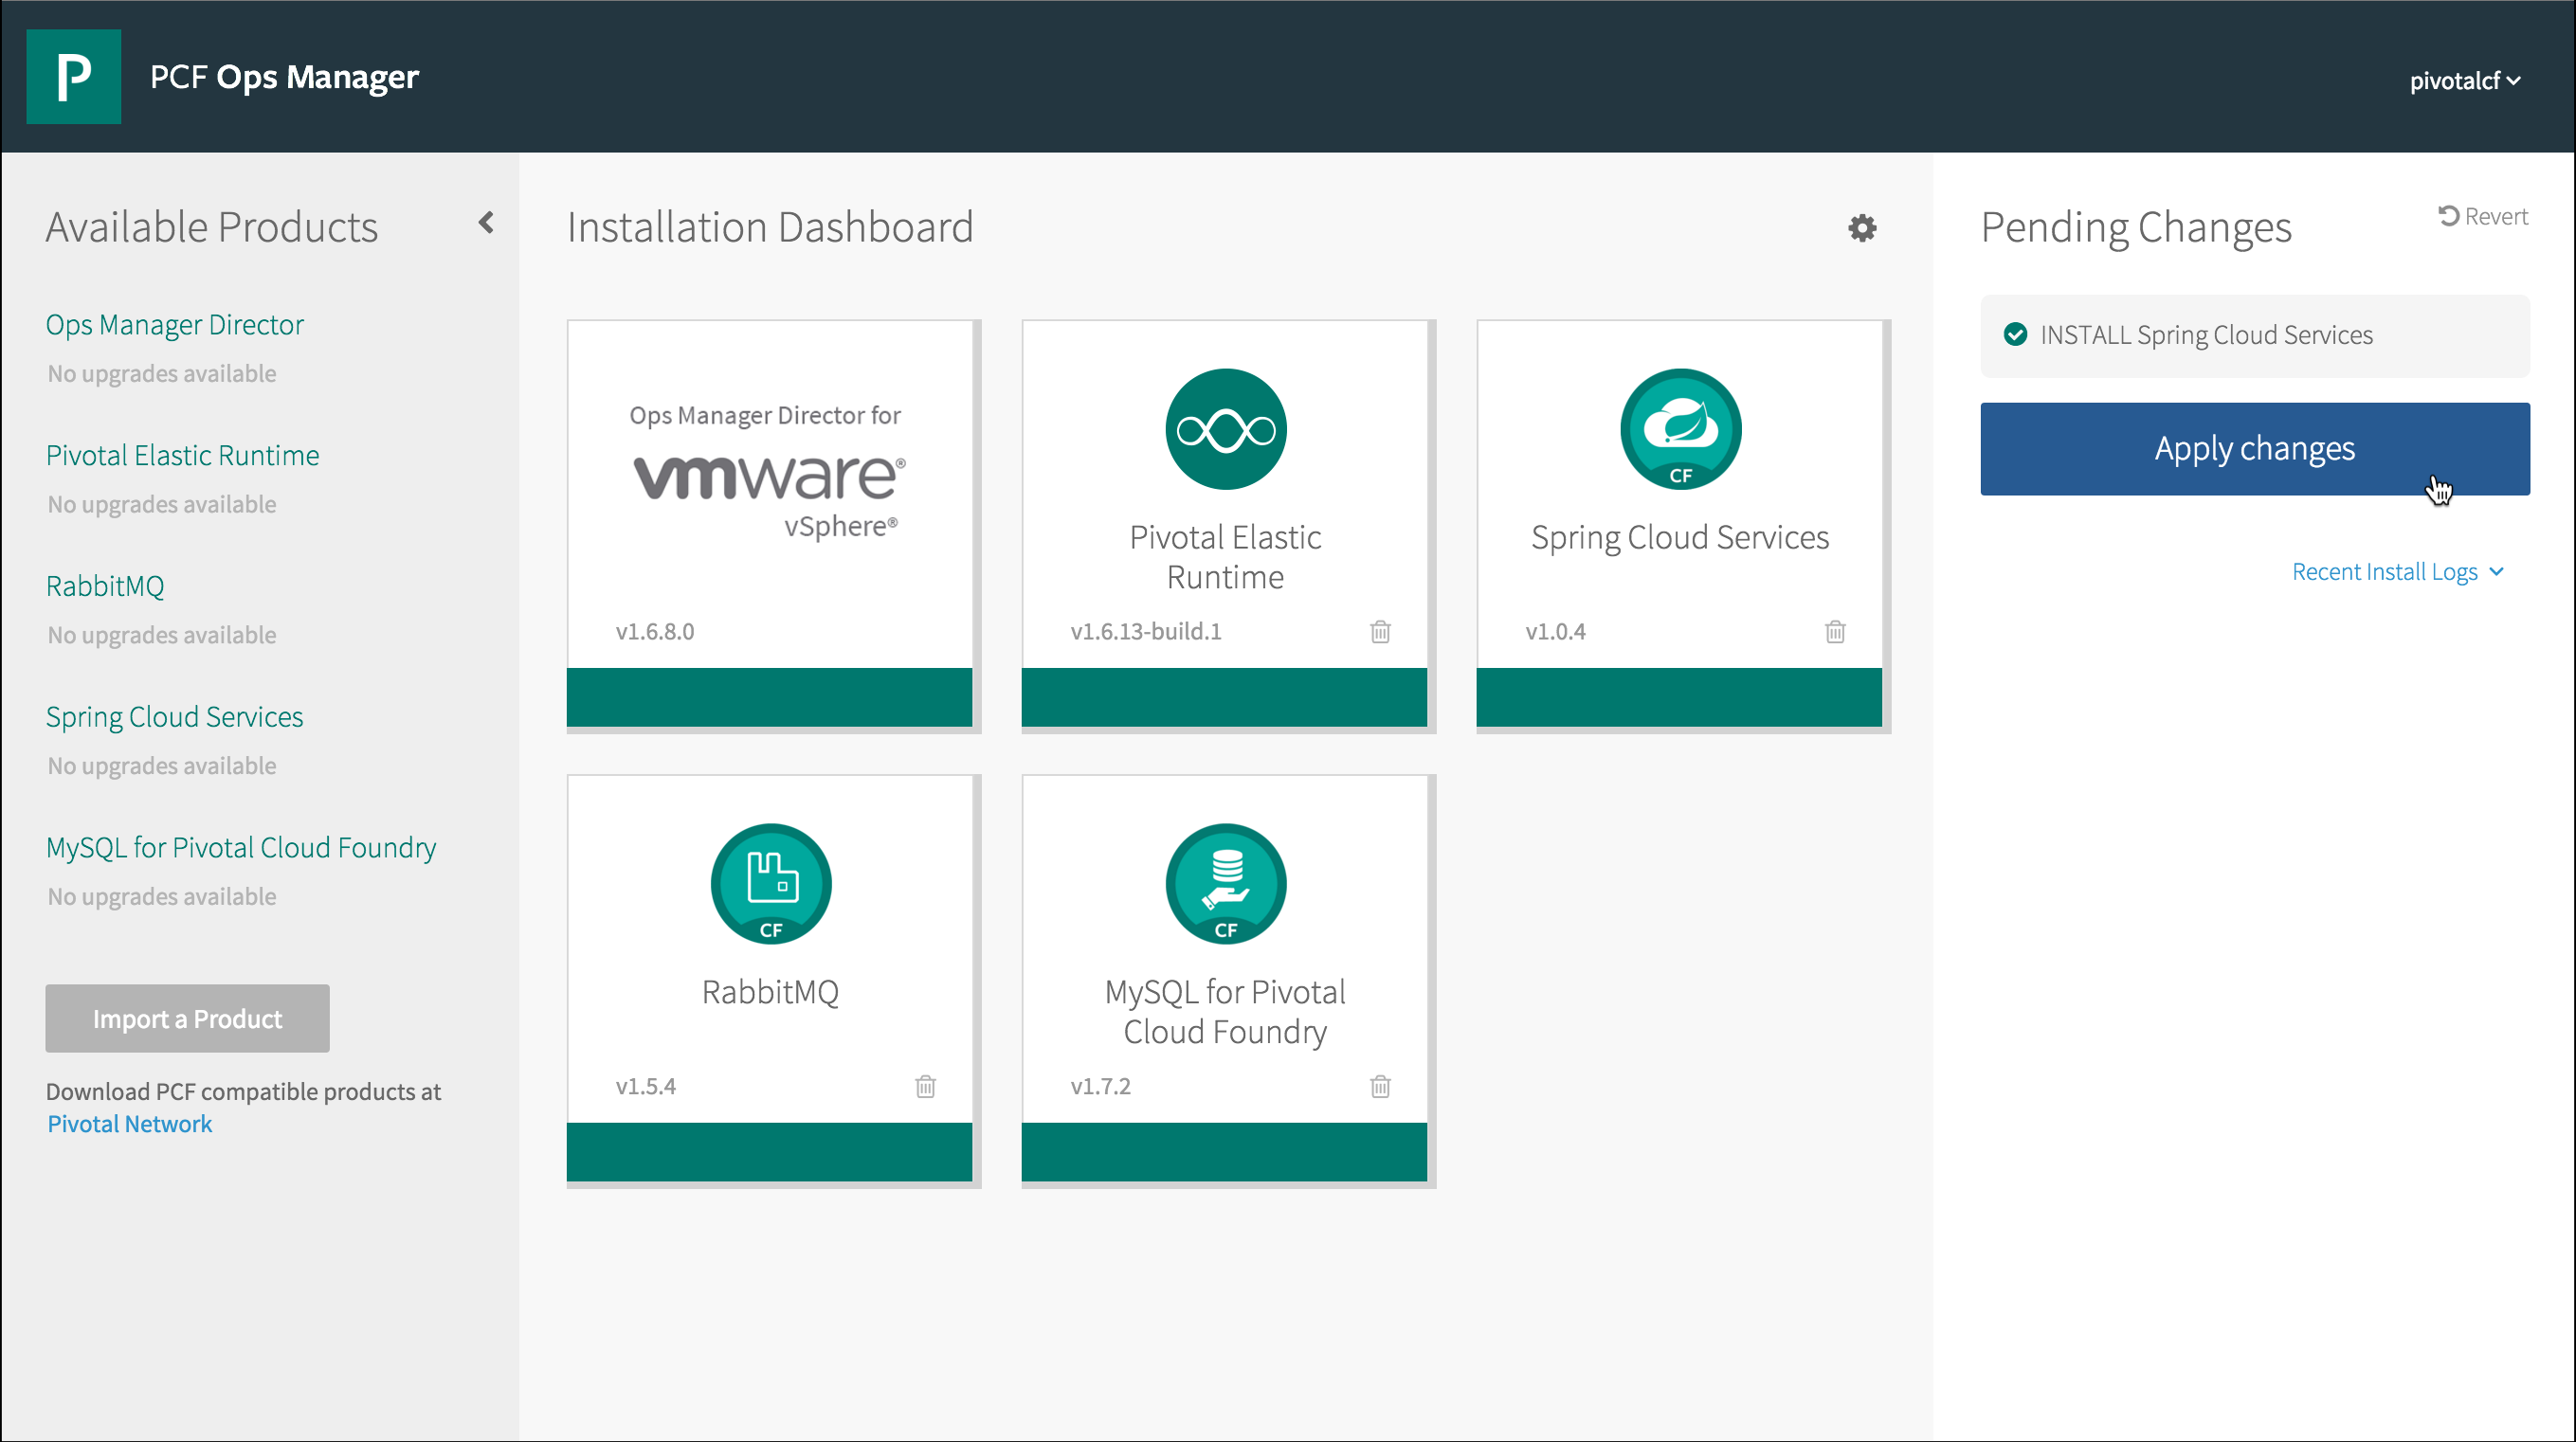 P
PCF Ops Manager
pivotalcf
Available Products
Ops Manager Director
No upgrades available
Pivotal Elastic Runtime
No upgrades available
RabbitMQ
No upgrades available
Spring Cloud Services
No upgrades available
MySQL for Pivotal Cloud Foundry
No upgrades available
Import a Product
Download PCF compatible products at
Pivotal Network
Installation Dashboard
Ops Manager Director for
vmware®
vSphere®
v1.6.8.0
Pivotal Elastic
Runtime
v1.6.13-build.1
CF
Spring Cloud Services
v1.0.4
CF
RabbitMQ
v1.5.4
CF
MySQL for Pivotal
Cloud Foundry
v1.7.2
Pending Changes
Revert
INSTALL Spring Cloud Services
Apply changes
Recent Install Logs